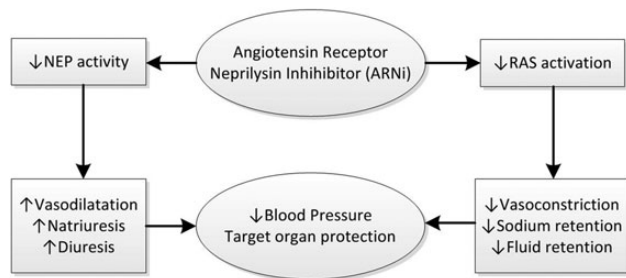 ↓NEP activity
Angiotensin Receptor
Neprilysin Inhihibitor (ARNi)
↓RAS activation
↑Vasodilatation
↑Natriuresis
↑Diuresis
↓Blood Pressure
Target organ protection
↓Vasoconstriction
↓Sodium retention
↓Fluid retention